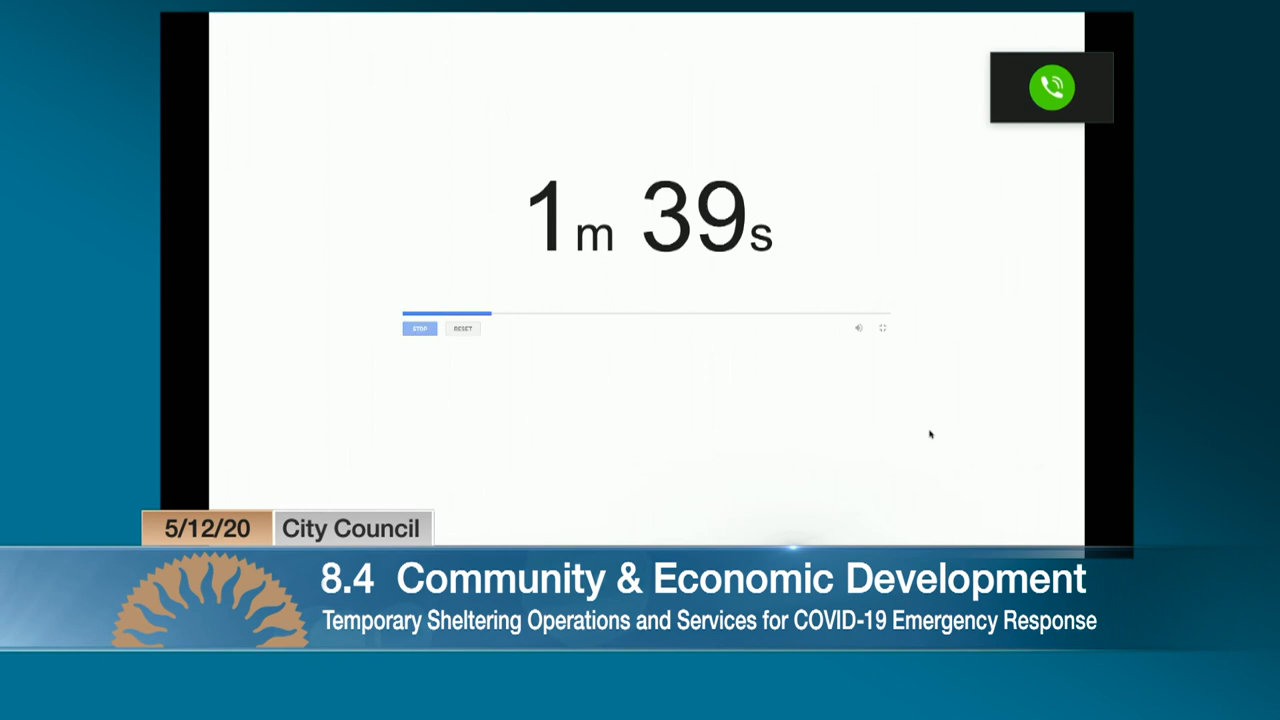 1m 39s
STOP RESET
5/12/20 City Council
8.4 Community & Economic Development
Temporary Sheltering Operations and Services for COVID-19 Emergency Response